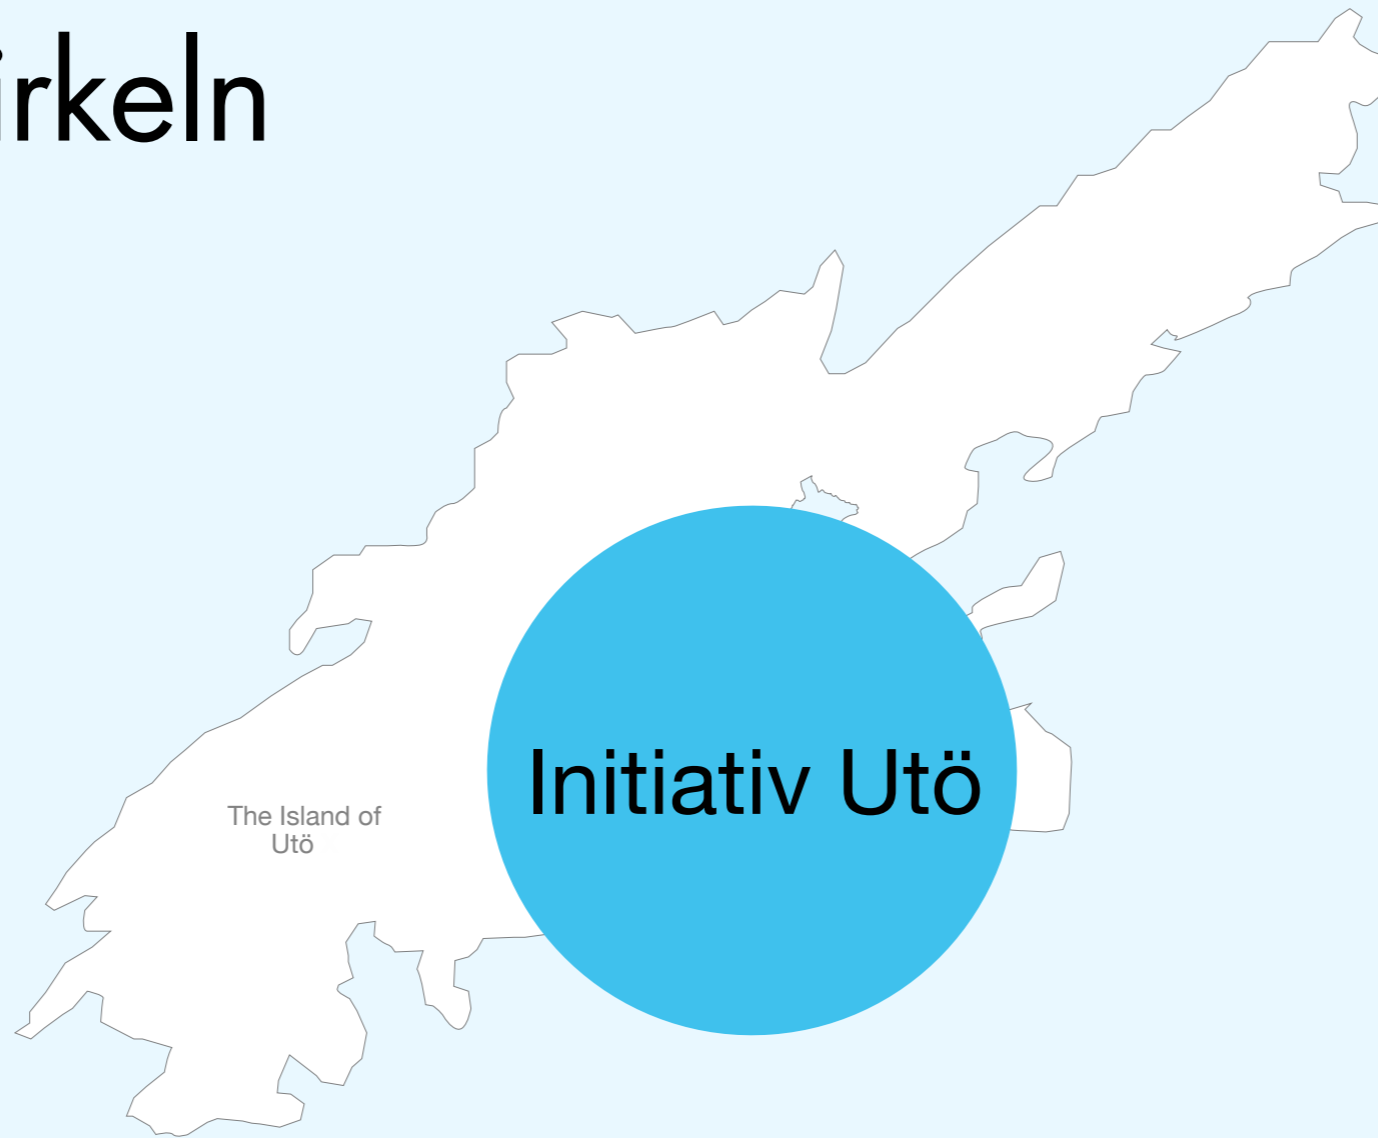 irkeln
Initiativ Utö
The Island of
Utö